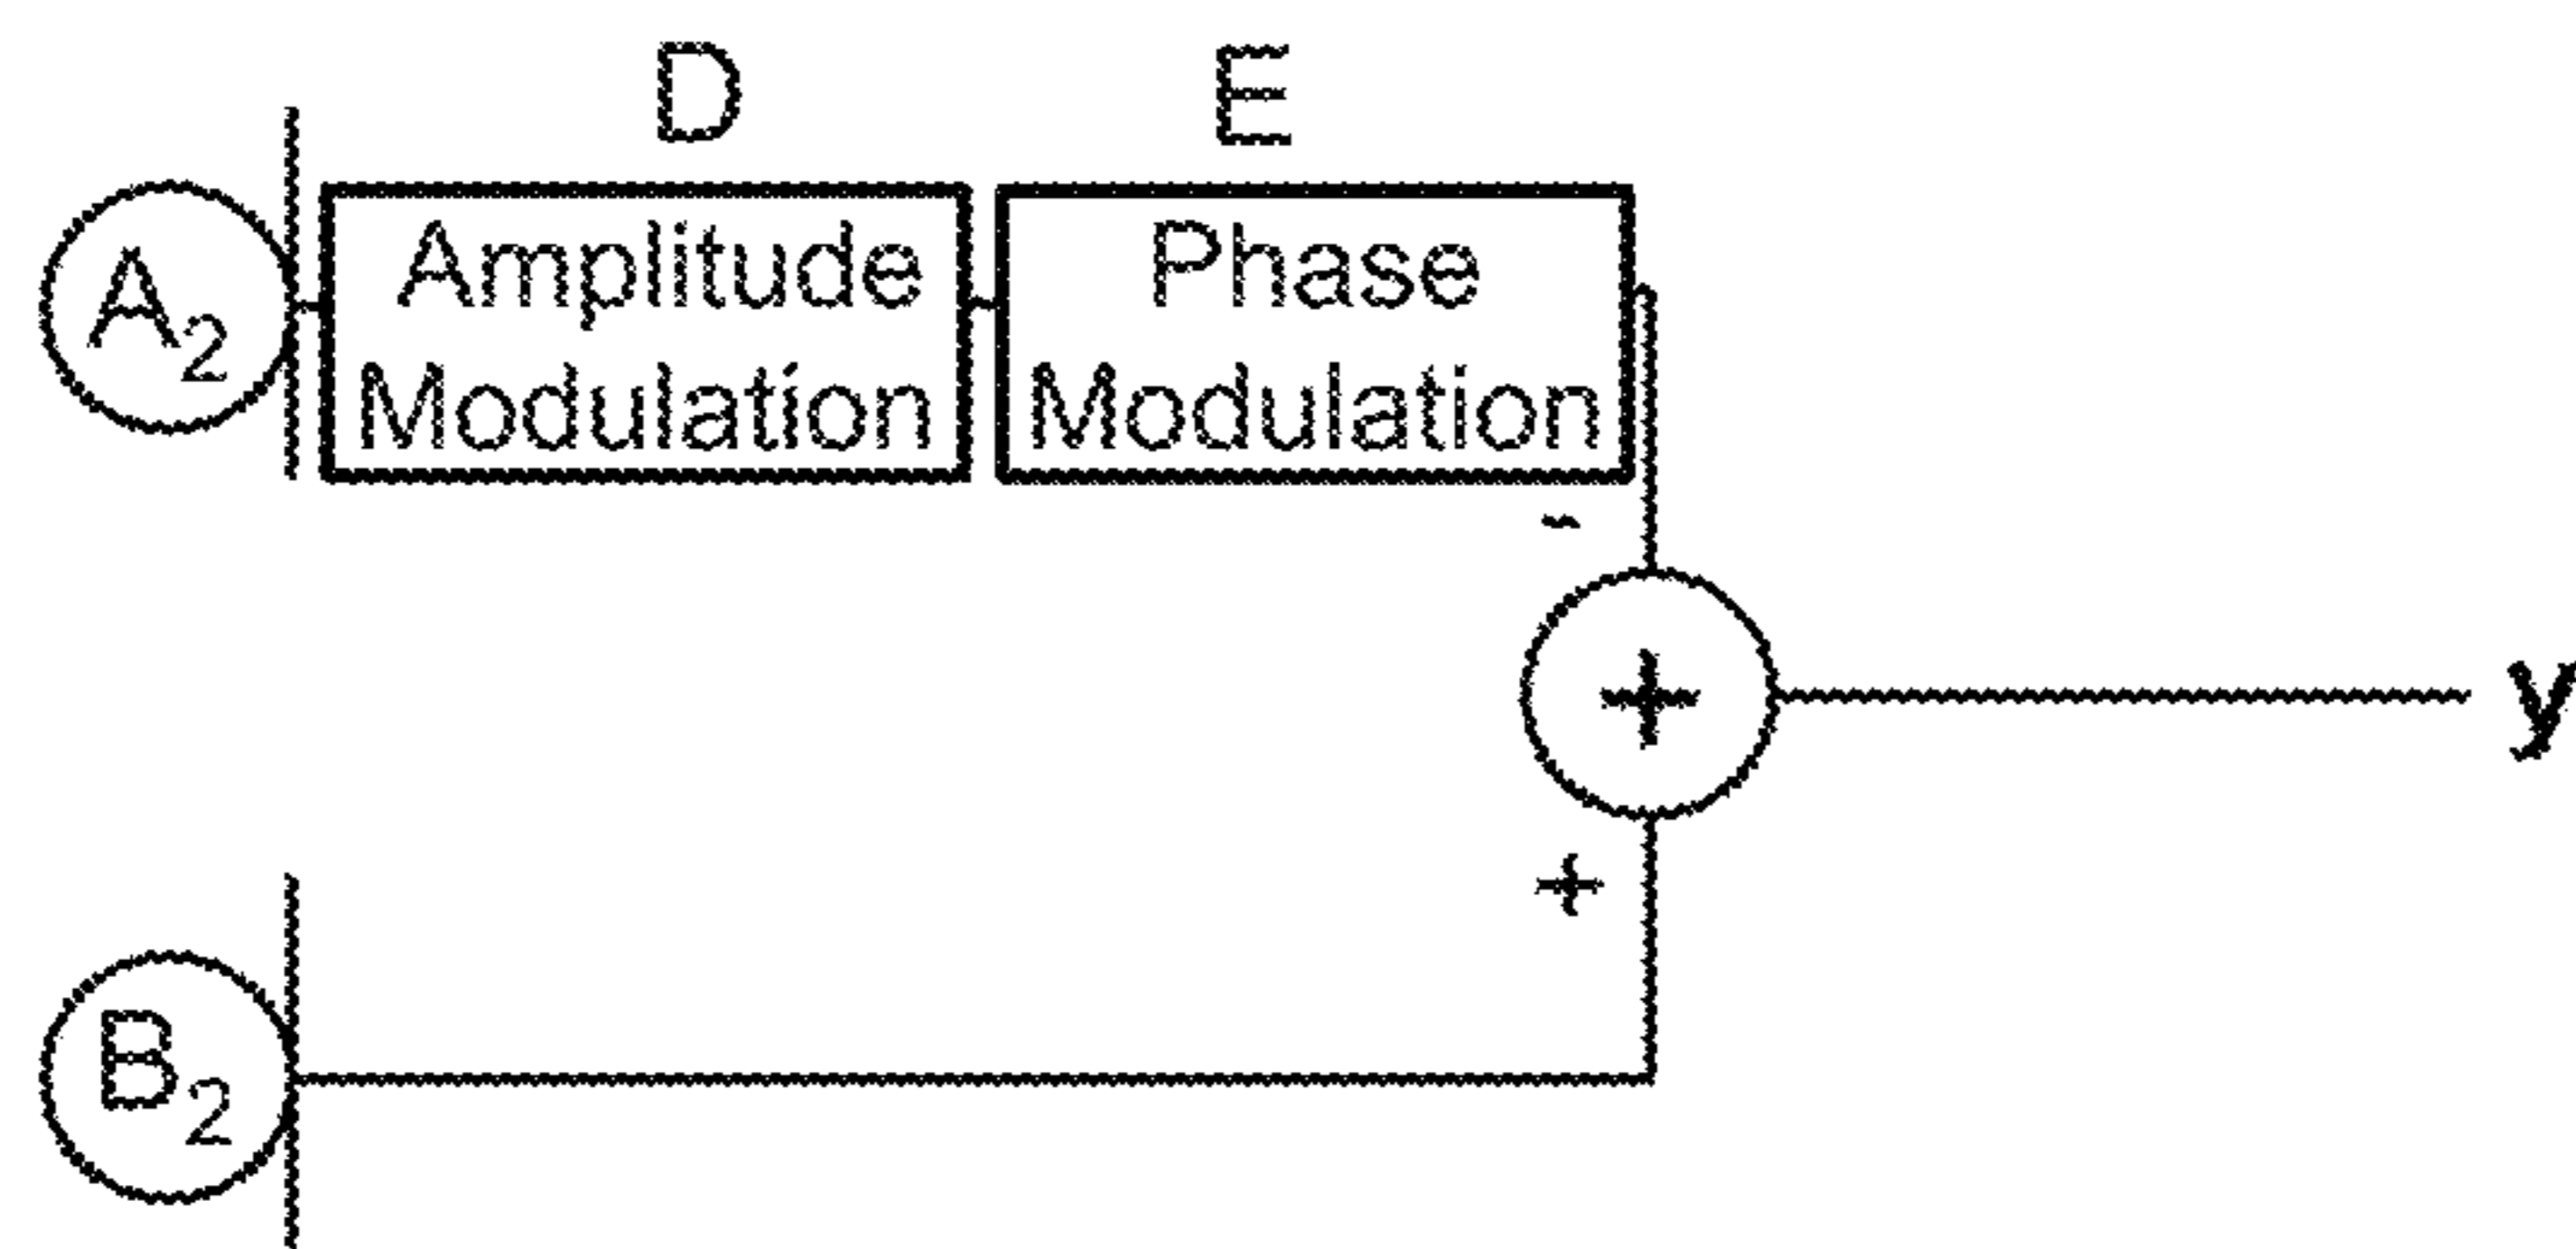 D E
A2 Amplitude Modulation Phase Modulation
-
+ y
+
B2